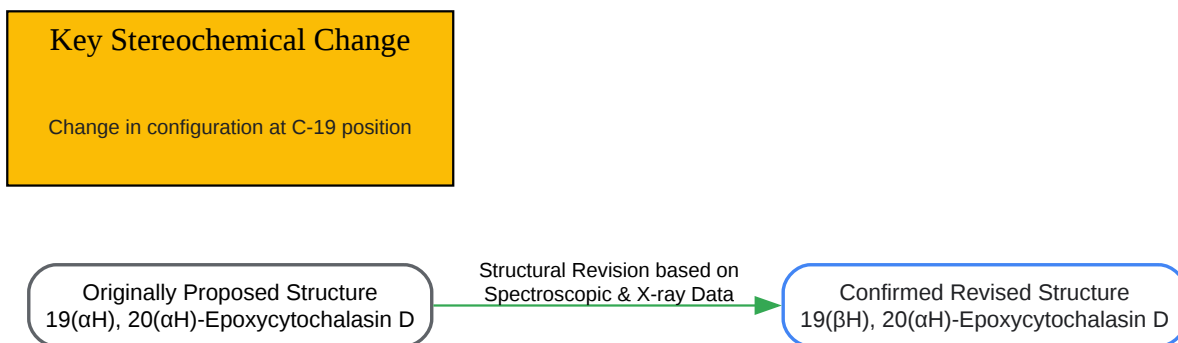 Key Stereochemical Change
Change in configuration at C-19 position
Structural Revision based on
Spectroscopic & X-ray Data
Originally Proposed Structure
19(αH), 20(αH)-Epoxycytochalasin D
Confirmed Revised Structure
19(βH), 20(αH)-Epoxycytochalasin D